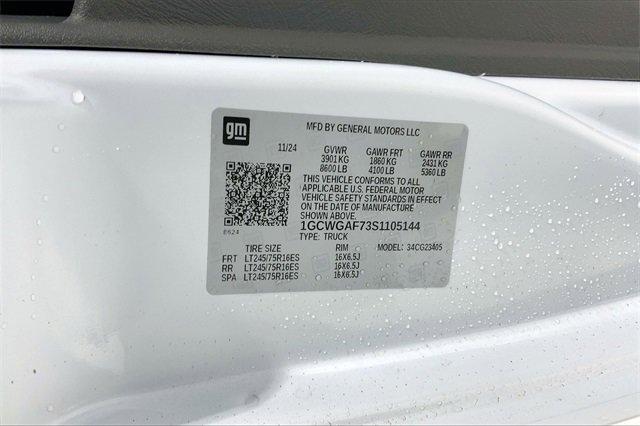 gm
MFD BY GENERAL MOTORS LLC
11/24 GVWR GAWR FRT GAWR RR
3901 KG 1860 KG 2431 KG
8600 LB 4100 LB 5360 LB
THIS VEHICLE CONFORMS TO ALL
APPLICABLE U.S. FEDERAL MOTOR
VEHICLE SAFETY STANDARDS IN EFFECT
ON THE DATE OF MANUFACTURE
SHOWN ABOVE.
1GCWGAF73S1105144
E624 TYPE: TRUCK
TIRE SIZE RIM MODEL: 34CG23405
FRT LT245/75R16ES 16X6.5J
RR LT245/75R16ES 16X6.5J
SPA LT245/75R16ES 16X6.5J